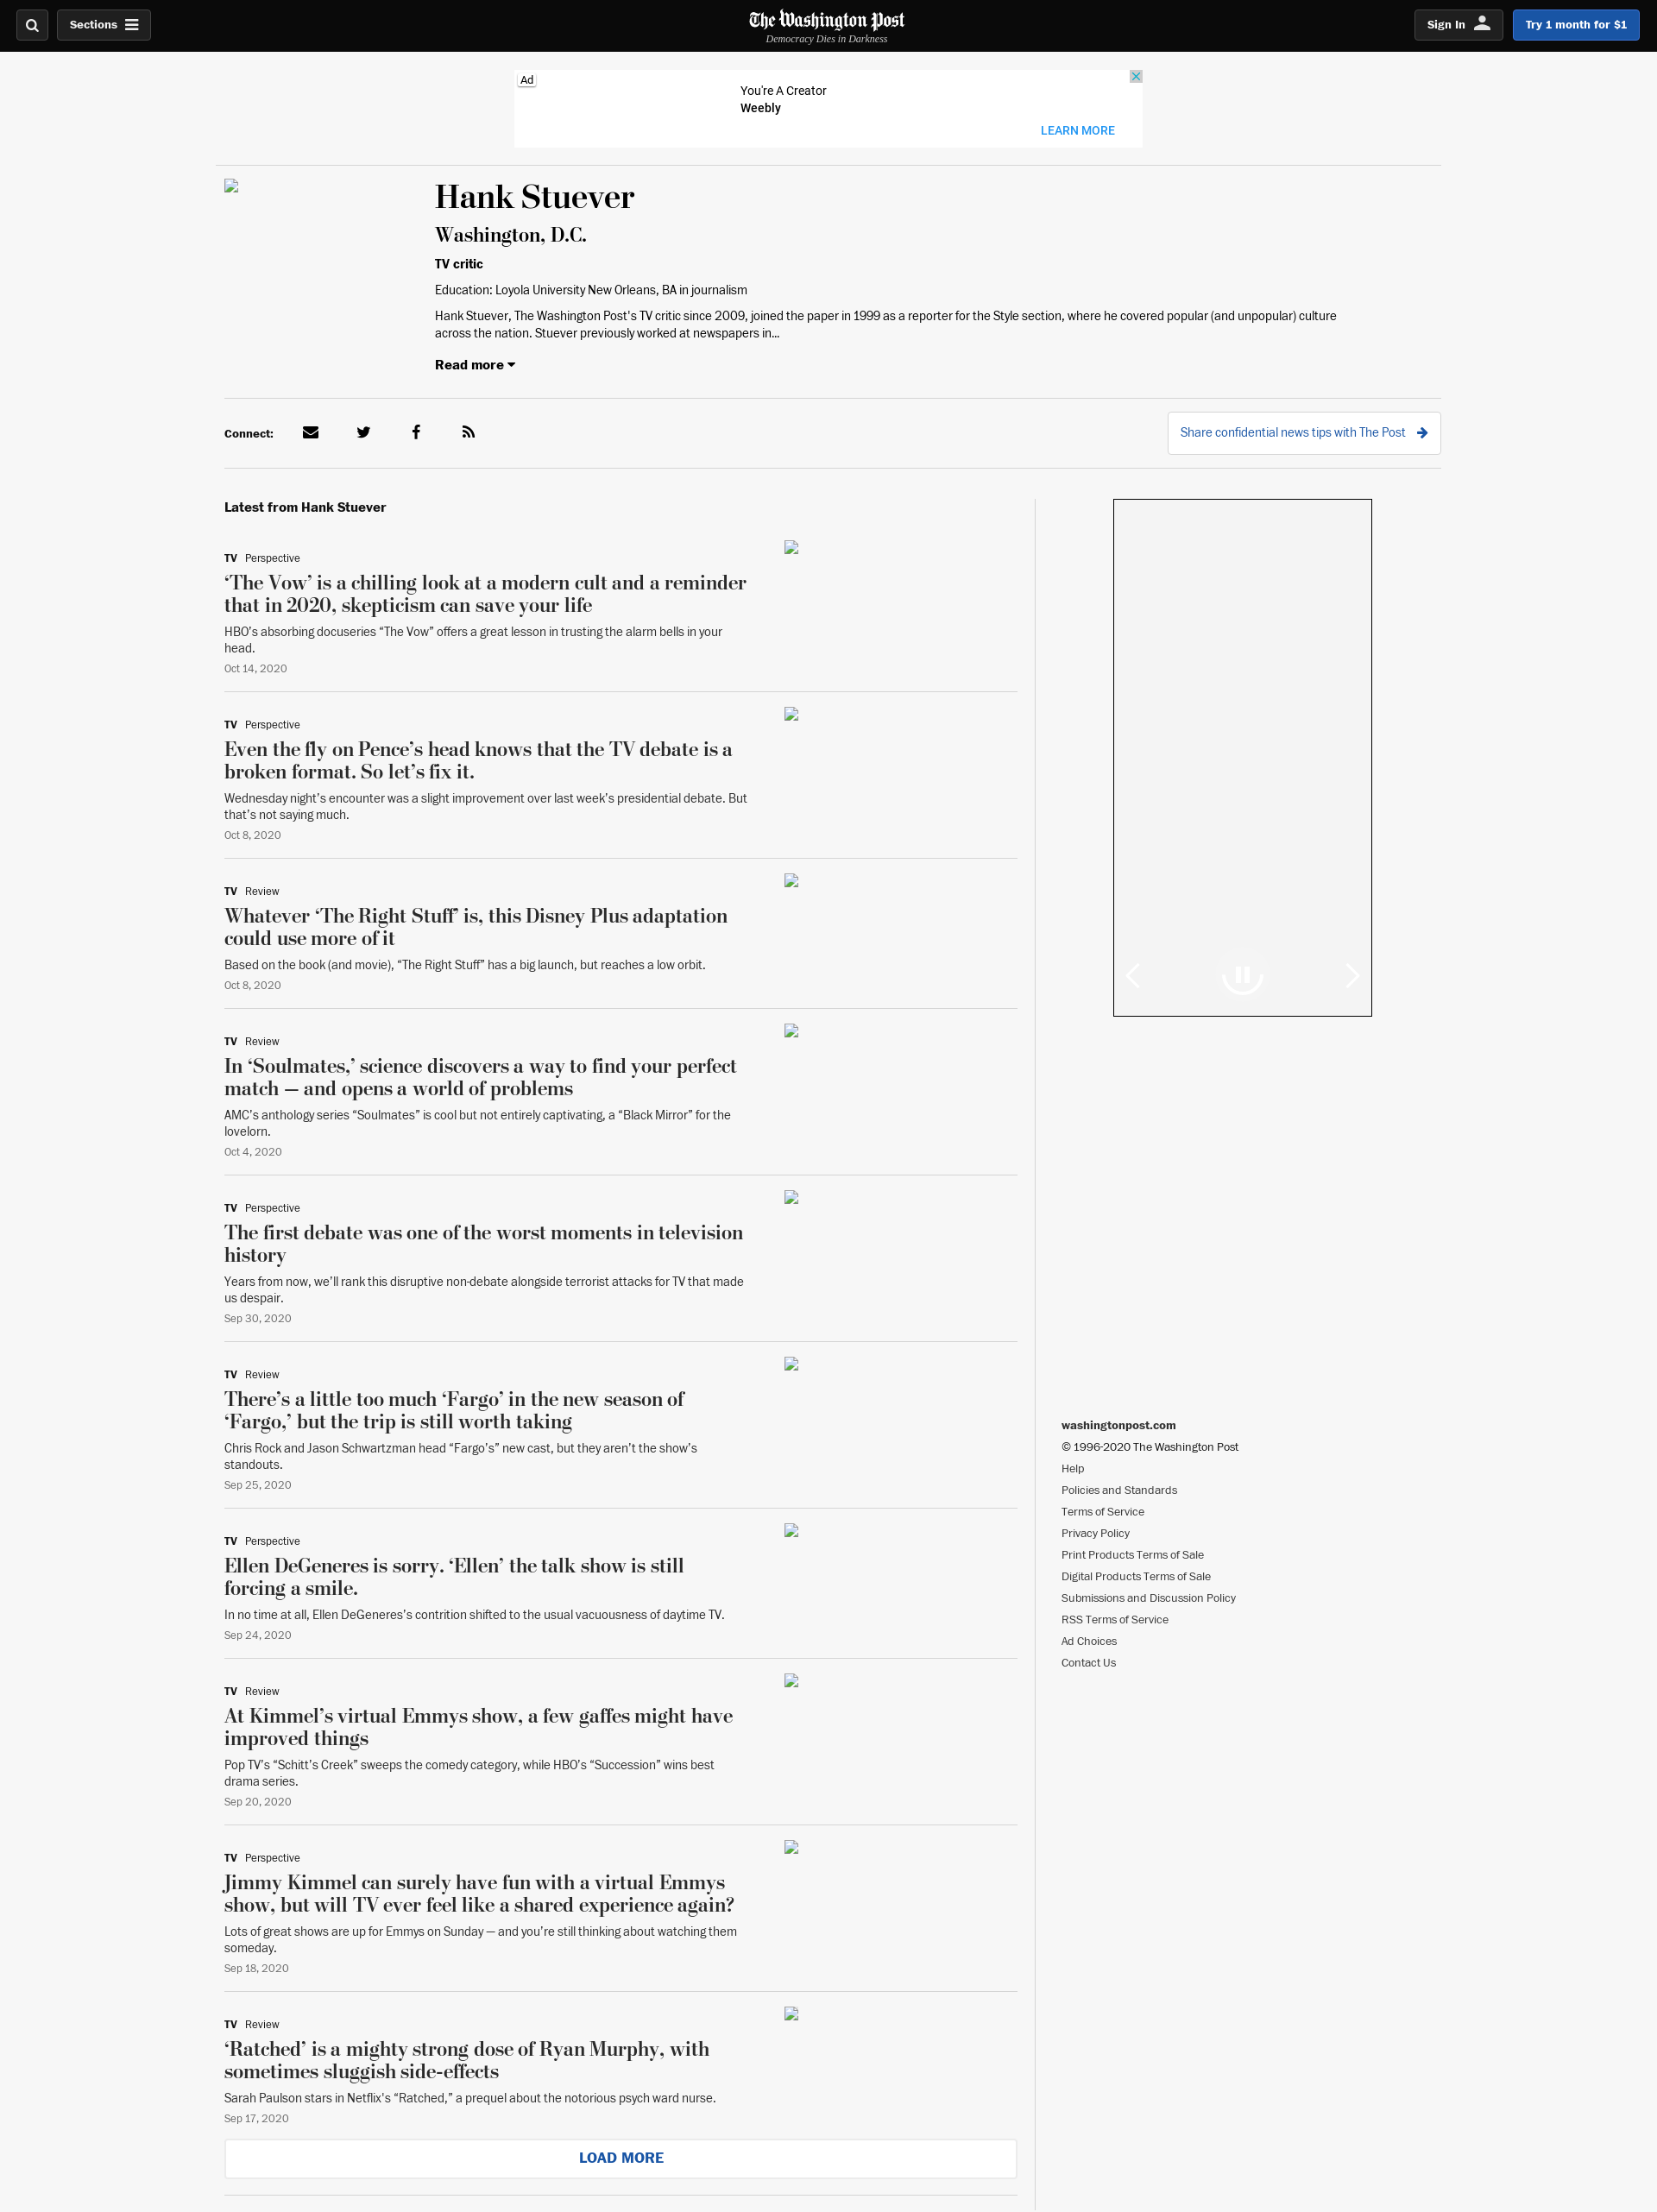 Sections
The Washington Post
Democracy Dies in Darkness
Sign In
Try 1 month for $1
Ad
You're A Creator
Weekly
LEARN MORE
Hank Stuever
Washington, D.C.
TV critic
Education: Loyola University New Orleans, BA in journalism
Hank Stuever, The Washington Post's TV critic since 2009, joined the paper in 1999 as a reporter for the Style section, where he covered popular (and unpopular) culture
across the nation. Stuever previously worked at newspapers in...
Read more
Connect:
Share confidential news tips with The Post
Latest from Hank Stuever
TV Perspective
‘The Vow’ is a chilling look at a modern cult and a reminder
that in 2020, skepticism can save your life
HBO’s absorbing docuseries “The Vow” offers a great lesson in trusting the alarm bells in your
head.
Oct 14, 2020
TV Perspective
Even the fly on Pence’s head knows that the TV debate is a
broken format. So let’s fix it.
Wednesday night’s encounter was a slight improvement over last week’s presidential debate. But
that’s not saying much.
Oct 8, 2020
TV Review
Whatever ‘The Right Stuff’ is, this Disney Plus adaptation
could use more of it
Based on the book (and movie), “The Right Stuff” has a big launch, but reaches a low orbit.
Oct 8, 2020
TV Review
In ‘Soulmates,’ science discovers a way to find your perfect
match — and opens a world of problems
AMC’s anthology series “Soulmates” is cool but not entirely captivating, a “Black Mirror” for the
lovelorn.
Oct 4, 2020
TV Perspective
The first debate was one of the worst moments in television
history
Years from now, we’ll rank this disruptive non-debate alongside terrorist attacks for TV that made
us despair.
Sep 30, 2020
TV Review
There’s a little too much ‘Fargo’ in the new season of
‘Fargo,’ but the trip is still worth taking
Chris Rock and Jason Schwartzman head “Fargo’s” new cast, but they aren’t the show’s
standouts.
Sep 25, 2020
TV Perspective
Ellen DeGeneres is sorry. ‘Ellen’ the talk show is still
forcing a smile.
In no time at all, Ellen DeGeneres’s contrition shifted to the usual vacuousness of daytime TV.
Sep 24, 2020
TV Review
At Kimmel’s virtual Emmys show, a few gaffes might have
improved things
Pop TV’s “Schitt’s Creek” sweeps the comedy category, while HBO’s “Succession” wins best
drama series.
Sep 20, 2020
TV Perspective
Jimmy Kimmel can surely have fun with a virtual Emmys
show, but will TV ever feel like a shared experience again?
Lots of great shows are up for Emmys on Sunday — and you’re still thinking about watching them
someday.
Sep 18, 2020
TV Review
‘Ratched’ is a mighty strong dose of Ryan Murphy, with
sometimes sluggish side-effects
Sarah Paulson stars in Netflix's “Ratched,” a prequel about the notorious psych ward nurse.
Sep 17, 2020
LOAD MORE
washingtonpost.com
© 1996-2020 The Washington Post
Help
Policies and Standards
Terms of Service
Privacy Policy
Print Products Terms of Sale
Digital Products Terms of Sale
Submissions and Discussion Policy
RSS Terms of Service
Ad Choices
Contact Us